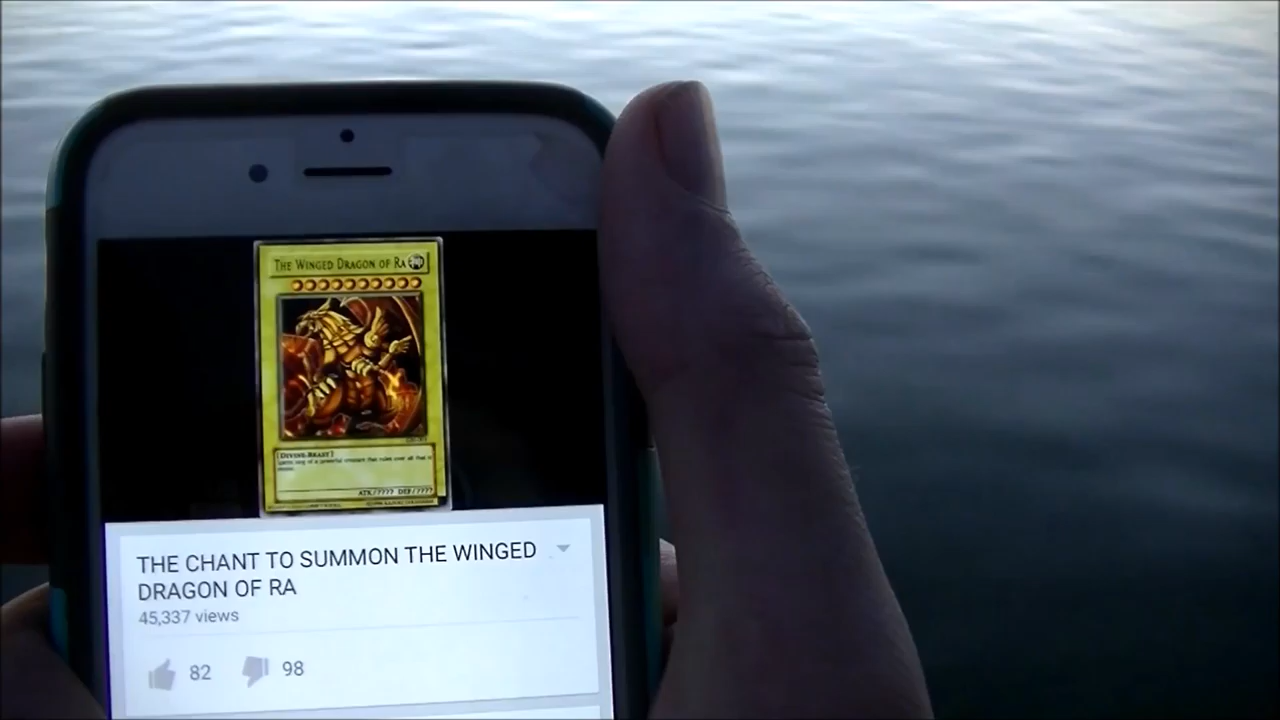 THE WINGED DRAGON OF RA
[DIVINE-BEAST]
ATK/???? DEF/????
THE CHANT TO SUMMON THE WINGED
DRAGON OF RA
45,337 views
82 98